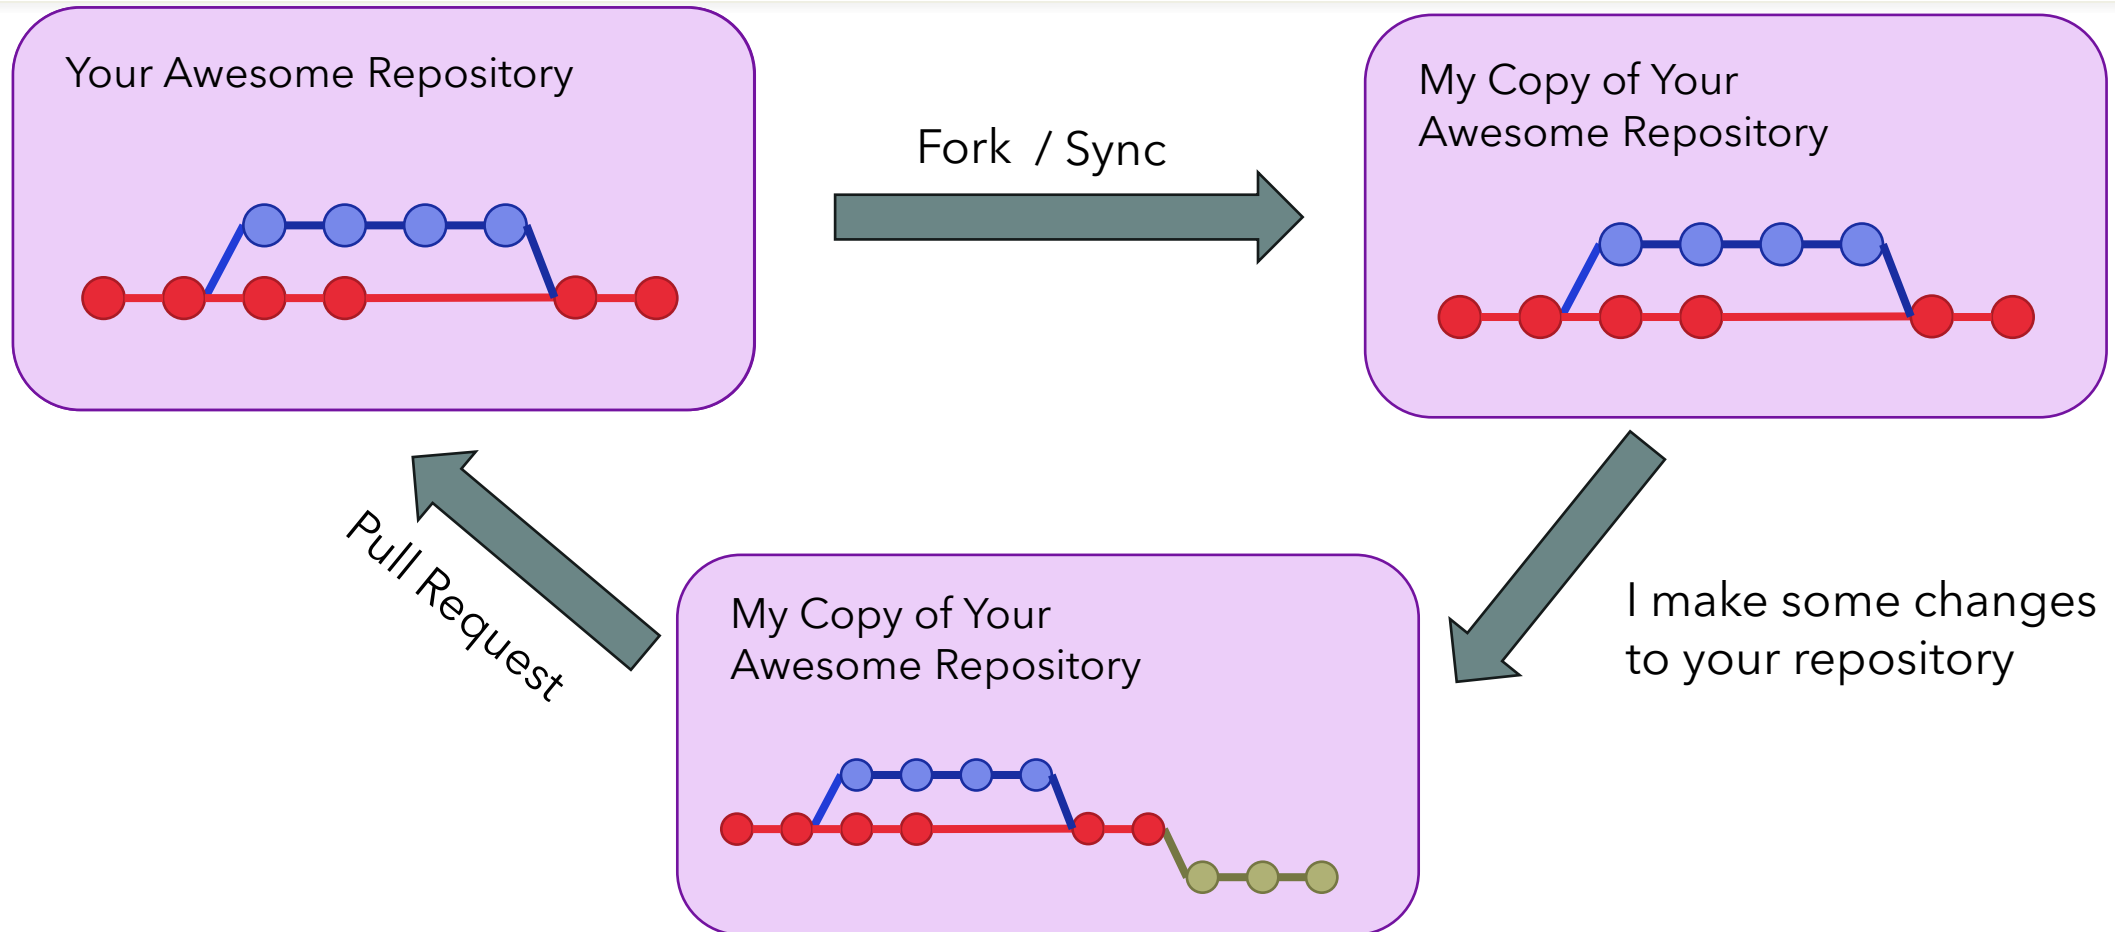 Your Awesome Repository
Fork / Sync
My Copy of Your
Awesome Repository
I make some changes
to your repository
My Copy of Your
Awesome Repository
Pull Request